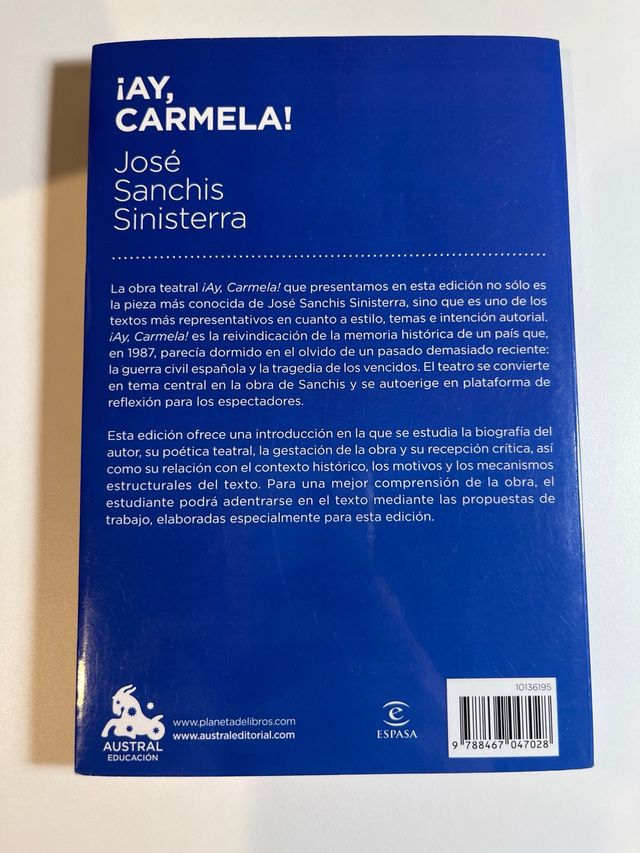 ¡AY,
CARMELA!
José
Sanchis
Sinisterra
La obra teatral ¡Ay, Carmela! que presentamos en esta edición no sólo es
la pieza más conocida de José Sanchis Sinisterra, sino que es uno de los
textos más representativos en cuanto a estilo, temas e intención autorial.
¡Ay, Carmela! es la reivindicación de la memoria histórica de un país que,
en 1987, parecía dormido en el olvido de un pasado demasiado reciente:
la guerra civil española y la tragedia de los vencidos. El teatro se convierte
en tema central en la obra de Sanchis y se autoerige en plataforma de
reflexión para los espectadores.
Esta edición ofrece una introducción en la que se estudia la biografía del
autor, su poética teatral, la gestación de la obra y su recepción crítica, así
como su relación con el contexto histórico, los motivos y los mecanismos
estructurales del texto. Para una mejor comprensión de la obra, el
estudiante podrá adentrarse en el texto mediante las propuestas de
trabajo, elaboradas especialmente para esta edición.
AUSTRAL
EDUCACIÓN
www.planetadelibros.com
www.australeditorial.com
e
ESPASA
10136195
9 788467 047028